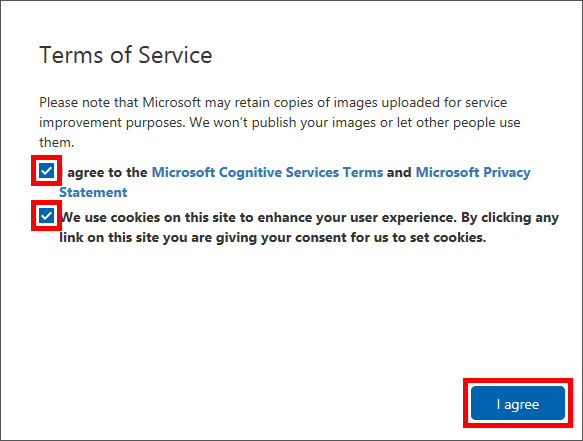 Terms of Service
Please note that Microsoft may retain copies of images uploaded for service
improvement purposes. We won't publish your images or let other people use
them.
I agree to the Microsoft Cognitive Services Terms and Microsoft Privacy
Statement
We use cookies on this site to enhance your user experience. By clicking any
link on this site you are giving your consent for us to set cookies.
I agree